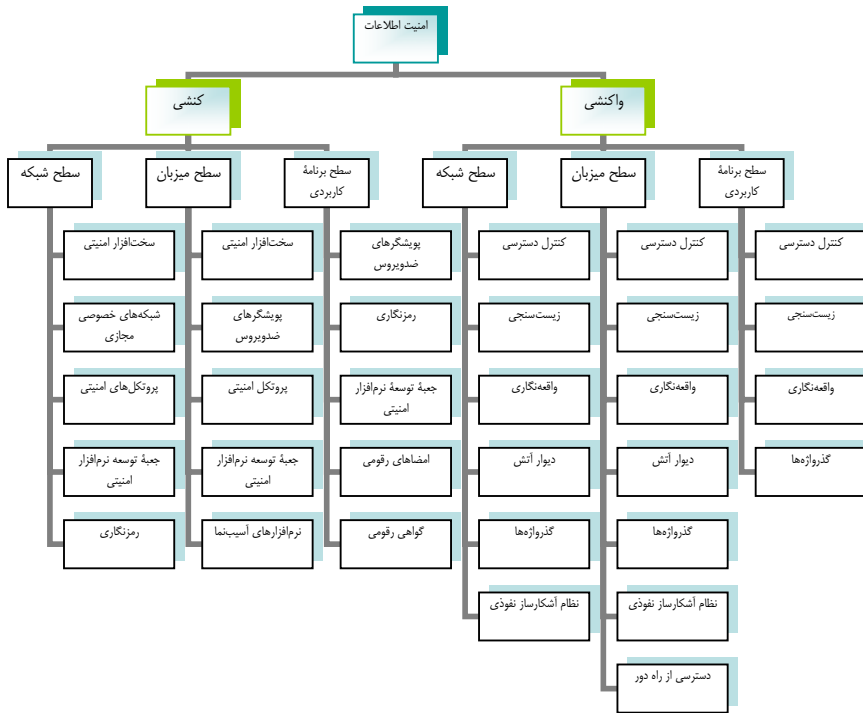 امنیت اطلاعات
واکنشی
کنشی
سطح برنامهٔ
کاربردی
سطح میزبان
سطح شبکه
سطح برنامهٔ
کاربردی
سطح میزبان
سطح شبکه
کنترل دسترسی
کنترل دسترسی
کنترل دسترسی
پویشگرهای
ضدویروس
سخت‌افزار امنیتی
سخت‌افزار امنیتی
زیست‌سنجی
زیست‌سنجی
زیست‌سنجی
رمزنگاری
پویشگرهای
ضدویروس
شبکه‌های خصوصی
مجازی
واقعه‌نگاری
واقعه‌نگاری
واقعه‌نگاری
جعبهٔ توسعهٔ نرم‌افزار
امنیتی
پروتکل امنیتی
پروتکل‌های امنیتی
گذرواژه‌ها
دیوار آتش
دیوار آتش
امضاهای رقومی
جعبهٔ توسعه نرم‌افزار
امنیتی
جعبهٔ توسعه نرم‌افزار
امنیتی
گذرواژه‌ها
گذرواژه‌ها
گواهی رقومی
نرم‌افزارهای آسیب‌نما
رمزنگاری
نظام آشکارساز نفوذی
نظام آشکارساز نفوذی
دسترسی از راه دور